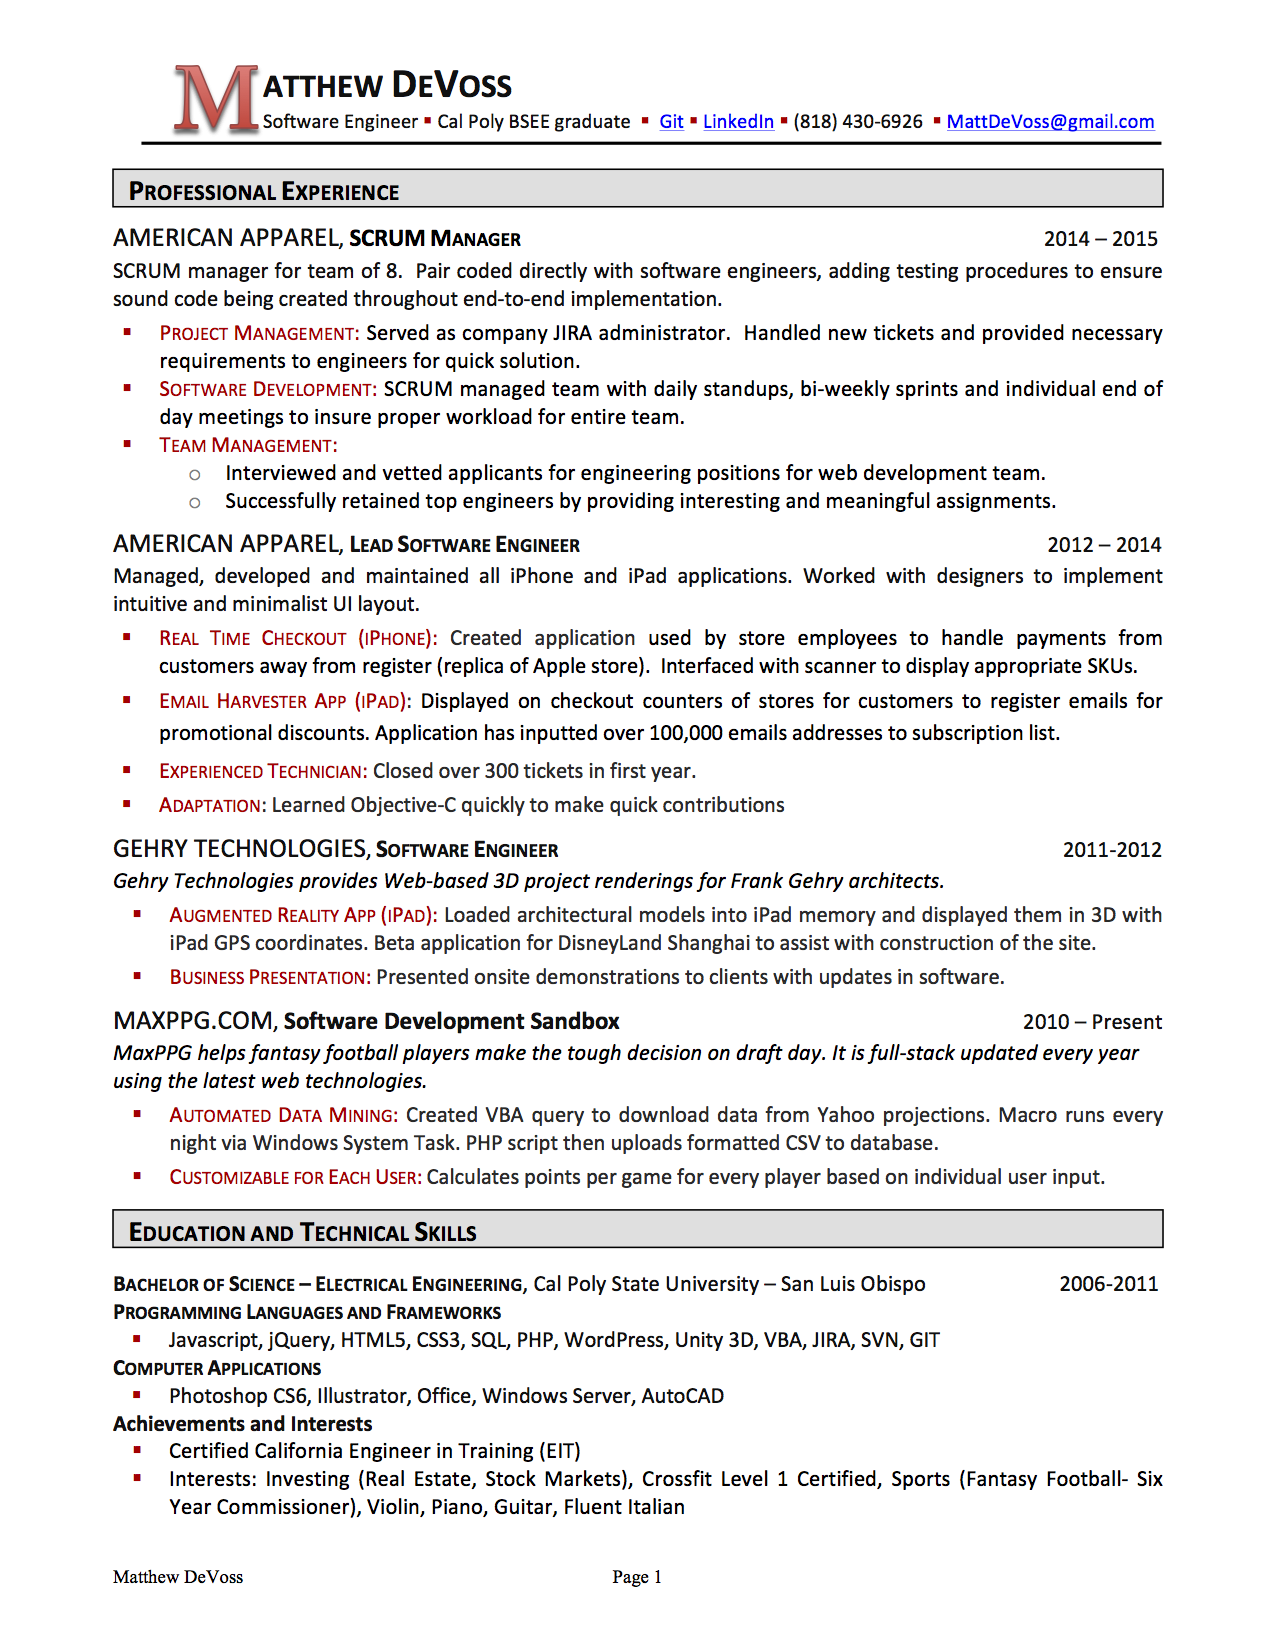 MATTHEW DEVOSS
Software Engineer ▪ Cal Poly BSEE graduate ▪ Git ▪ LinkedIn ▪ (818) 430-6926 ▪ MattDeVoss@gmail.com
PROFESSIONAL EXPERIENCE
AMERICAN APPAREL, SCRUM MANAGER 2014 – 2015
SCRUM manager for team of 8. Pair coded directly with software engineers, adding testing procedures to ensure
sound code being created throughout end-to-end implementation.
▪ PROJECT MANAGEMENT: Served as company JIRA administrator. Handled new tickets and provided necessary
requirements to engineers for quick solution.
▪ SOFTWARE DEVELOPMENT: SCRUM managed team with daily standups, bi-weekly sprints and individual end of
day meetings to insure proper workload for entire team.
▪ TEAM MANAGEMENT:
o Interviewed and vetted applicants for engineering positions for web development team.
o Successfully retained top engineers by providing interesting and meaningful assignments.
AMERICAN APPAREL, LEAD SOFTWARE ENGINEER 2012 – 2014
Managed, developed and maintained all iPhone and iPad applications. Worked with designers to implement
intuitive and minimalist UI layout.
▪ REAL TIME CHECKOUT (IPHONE): Created application used by store employees to handle payments from
customers away from register (replica of Apple store). Interfaced with scanner to display appropriate SKUs.
▪ EMAIL HARVESTER APP (IPAD): Displayed on checkout counters of stores for customers to register emails for
promotional discounts. Application has inputted over 100,000 emails addresses to subscription list.
▪ EXPERIENCED TECHNICIAN: Closed over 300 tickets in first year.
▪ ADAPTATION: Learned Objective-C quickly to make quick contributions
GEHRY TECHNOLOGIES, SOFTWARE ENGINEER 2011-2012
Gehry Technologies provides Web-based 3D project renderings for Frank Gehry architects.
▪ AUGMENTED REALITY APP (IPAD): Loaded architectural models into iPad memory and displayed them in 3D with
iPad GPS coordinates. Beta application for DisneyLand Shanghai to assist with construction of the site.
▪ BUSINESS PRESENTATION: Presented onsite demonstrations to clients with updates in software.
MAXPPG.COM, Software Development Sandbox 2010 – Present
MaxPPG helps fantasy football players make the tough decision on draft day. It is full-stack updated every year
using the latest web technologies.
▪ AUTOMATED DATA MINING: Created VBA query to download data from Yahoo projections. Macro runs every
night via Windows System Task. PHP script then uploads formatted CSV to database.
▪ CUSTOMIZABLE FOR EACH USER: Calculates points per game for every player based on individual user input.
EDUCATION AND TECHNICAL SKILLS
BACHELOR OF SCIENCE – ELECTRICAL ENGINEERING, Cal Poly State University – San Luis Obispo 2006-2011
PROGRAMMING LANGUAGES AND FRAMEWORKS
▪ Javascript, jQuery, HTML5, CSS3, SQL, PHP, WordPress, Unity 3D, VBA, JIRA, SVN, GIT
COMPUTER APPLICATIONS
▪ Photoshop CS6, Illustrator, Office, Windows Server, AutoCAD
Achievements and Interests
▪ Certified California Engineer in Training (EIT)
▪ Interests: Investing (Real Estate, Stock Markets), Crossfit Level 1 Certified, Sports (Fantasy Football- Six
Year Commissioner), Violin, Piano, Guitar, Fluent Italian
Matthew DeVoss Page 1